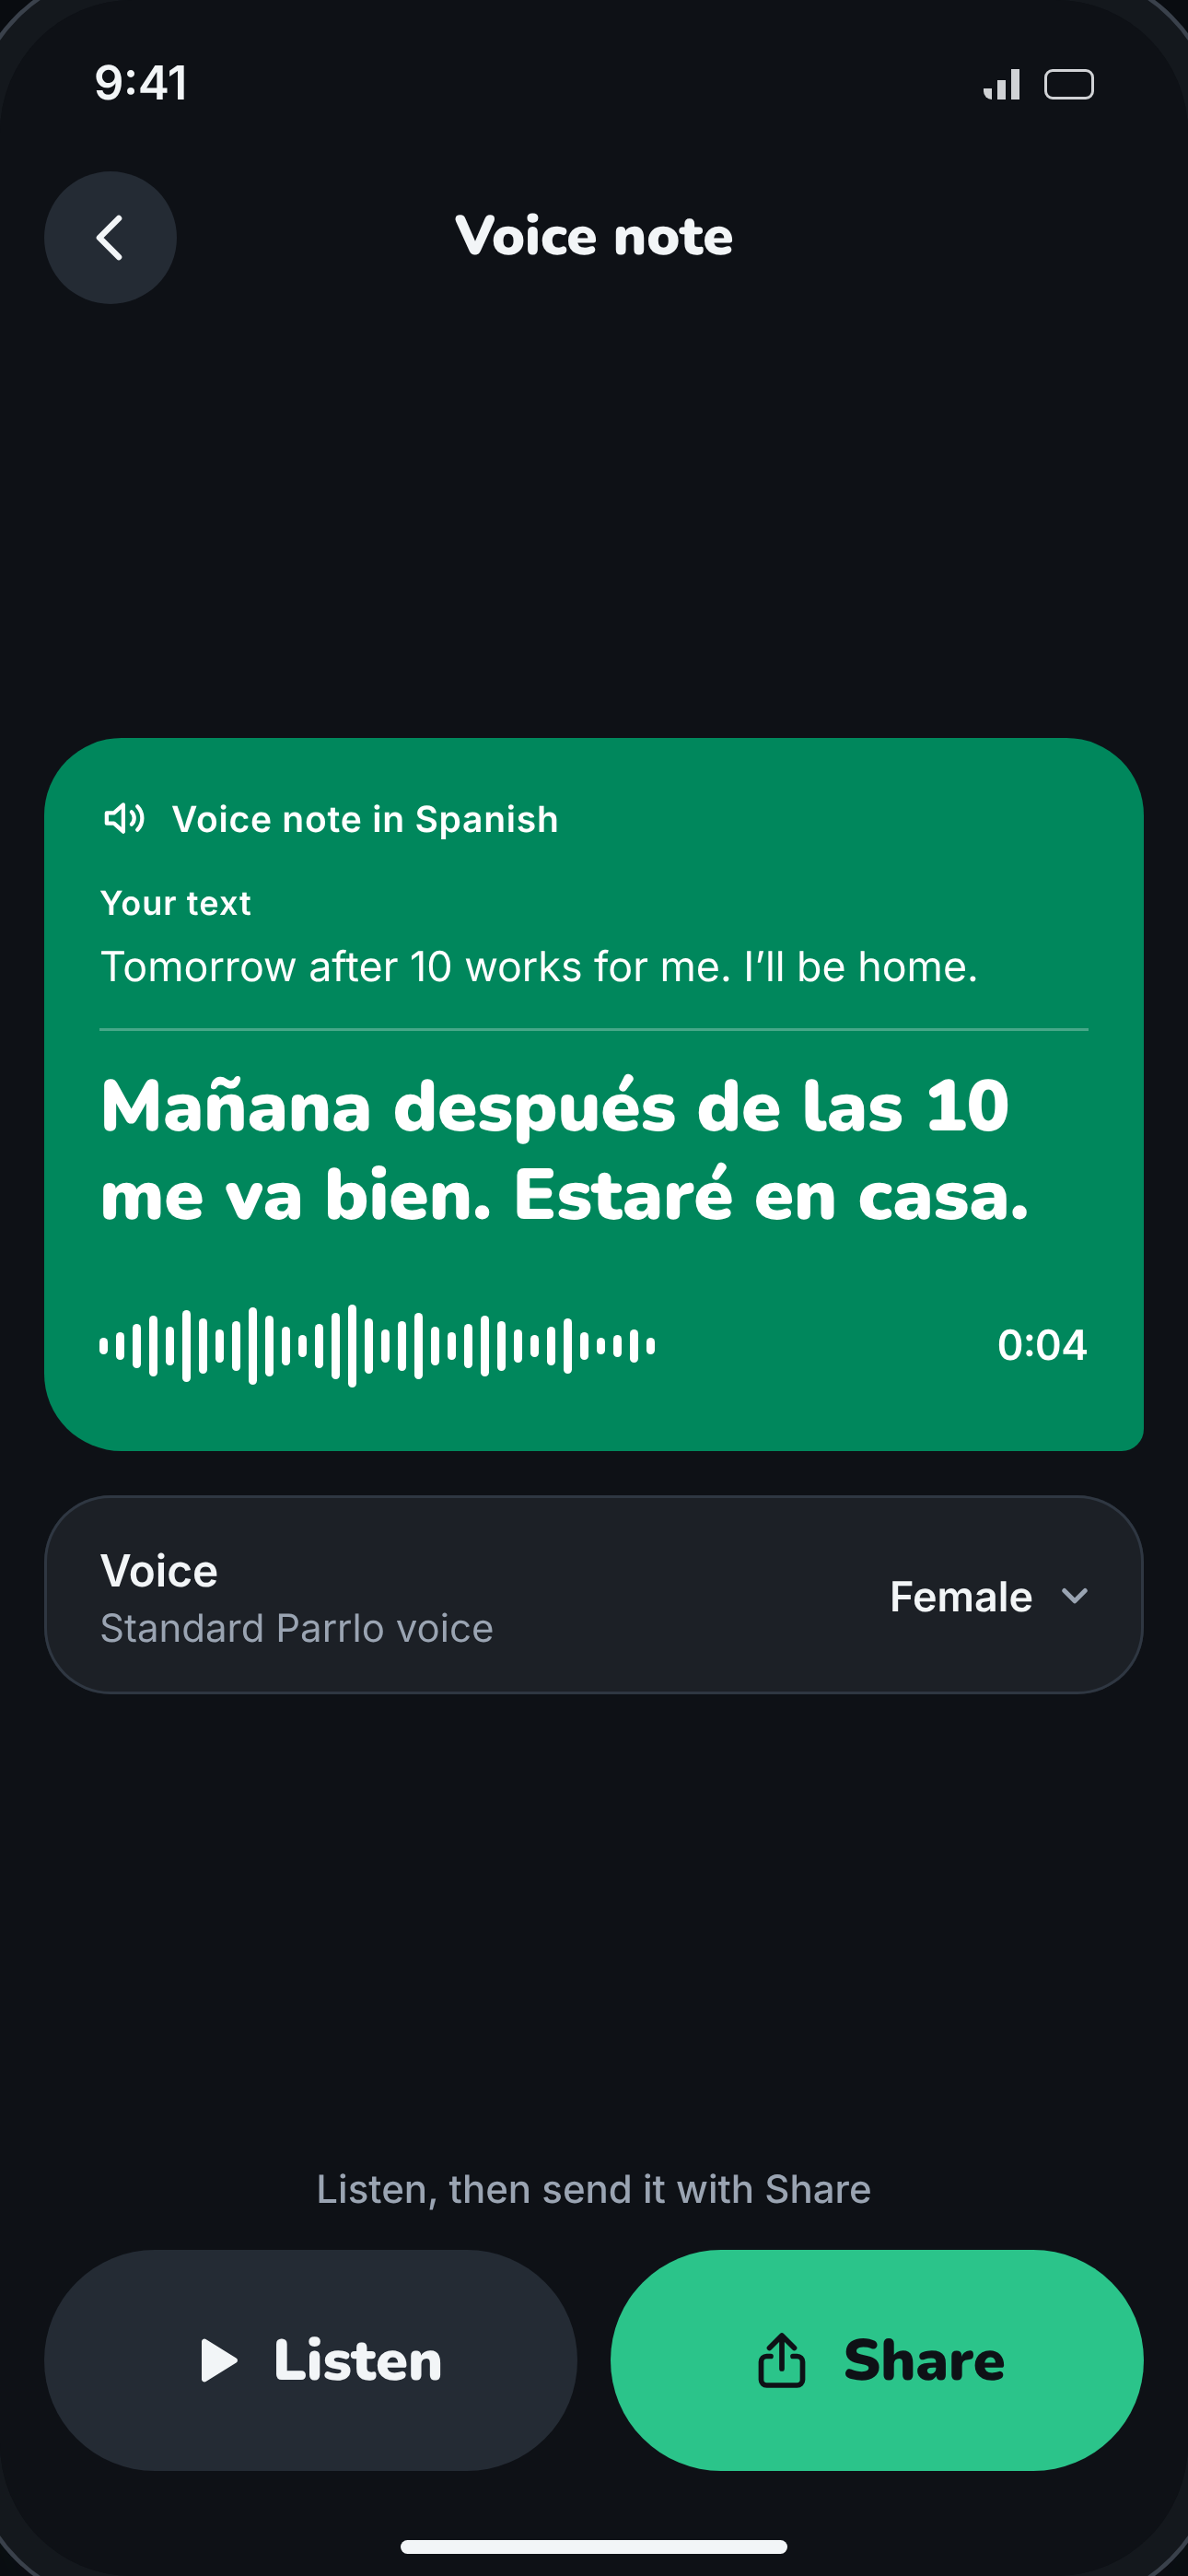 9:41
Voice note
Voice note in Spanish
Your text
Tomorrow after 10 works for me. I’ll be home.
Mañana después de las 10
me va bien. Estaré en casa.
0:04
Voice
Standard Parrlo voice
Female
Listen, then send it with Share
Listen
Share